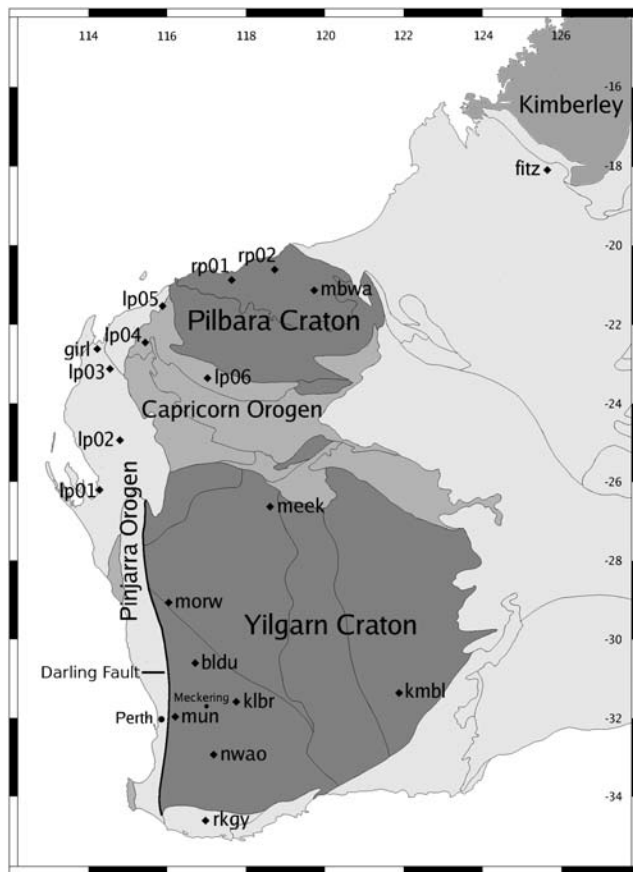 114 116 118 120 122 124 126
-16
Kimberley
-18
fitz
-20
rp02
rp01
mbwa
lp05
Pilbara Craton
-22
lp04
girl
lp03
lp06
-24
Capricorn Orogen
lp02
-26
lp01
meek
Pinjarra Orogen
-28
morw
Yilgarn Craton
-30
bldu
Darling Fault
kmbl
Meckering
klbr
-32
Perth
mun
nwao
-34
rkgy